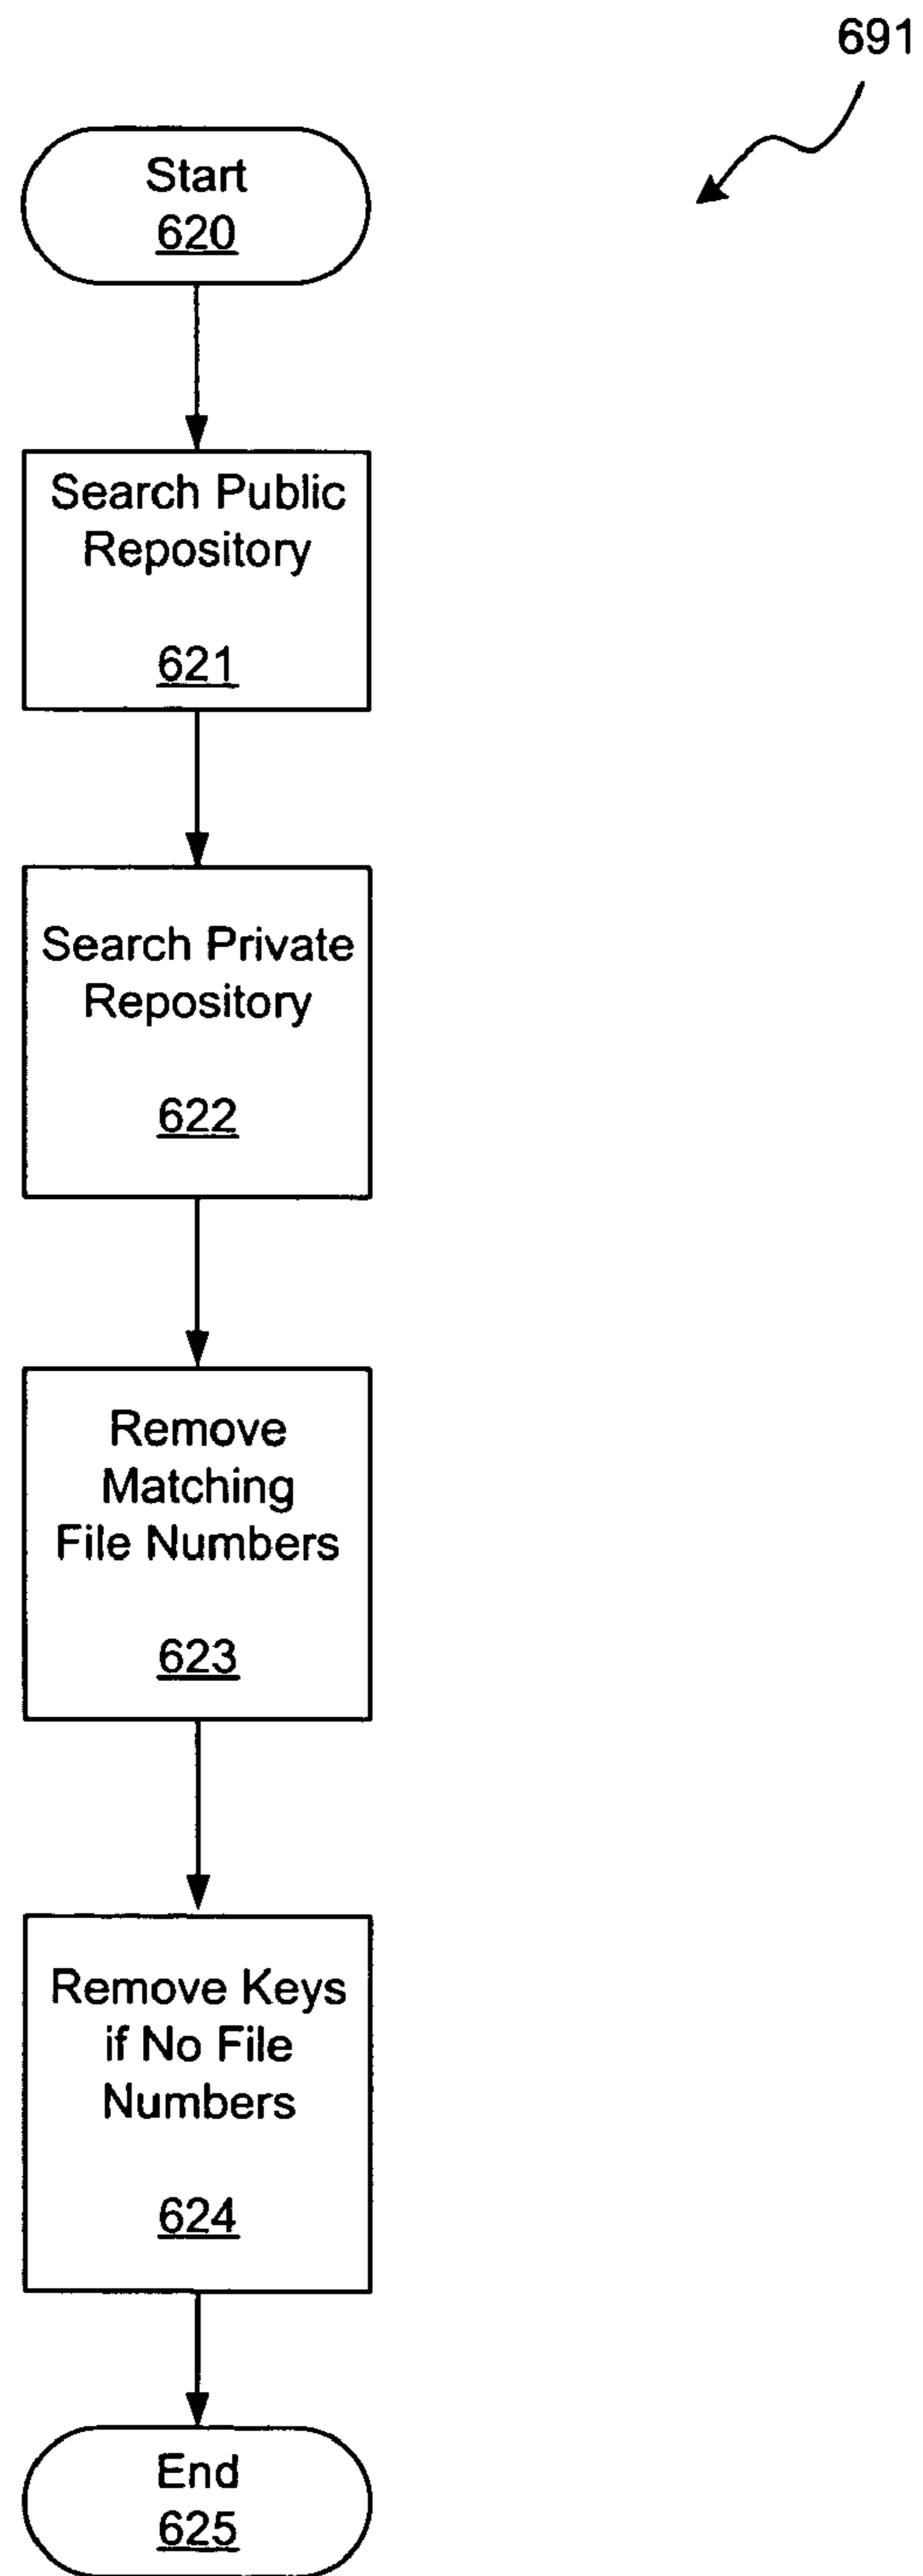 691
Start
620
Search Public
Repository
621
Search Private
Repository
622
Remove
Matching
File Numbers
623
Remove Keys
if No File
Numbers
624
End
625